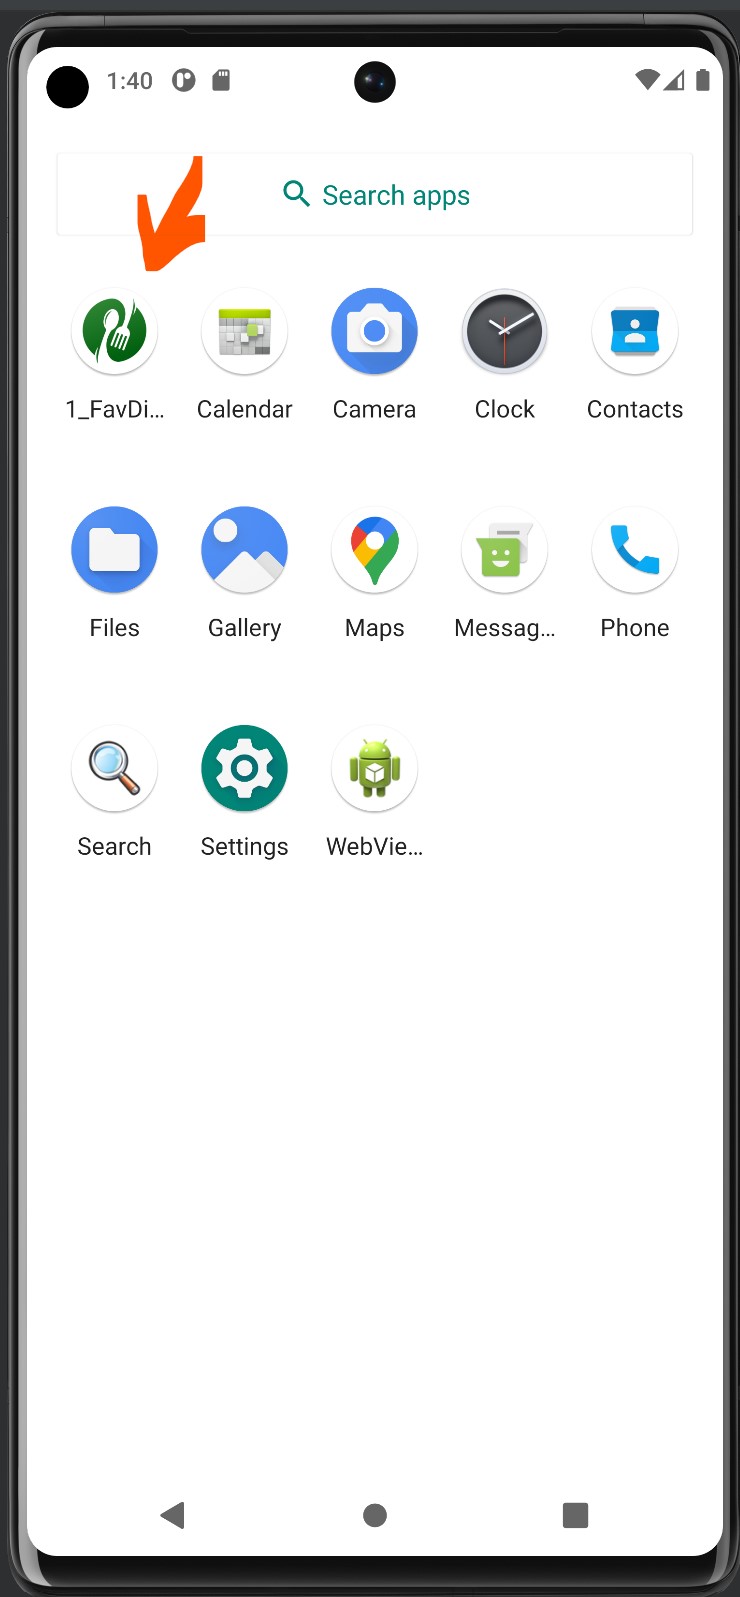 1:40
Search apps
1_FavDi...
Calendar
Camera
Clock
Contacts
Files
Gallery
Maps
Messag...
Phone
Search
Settings
WebVie...